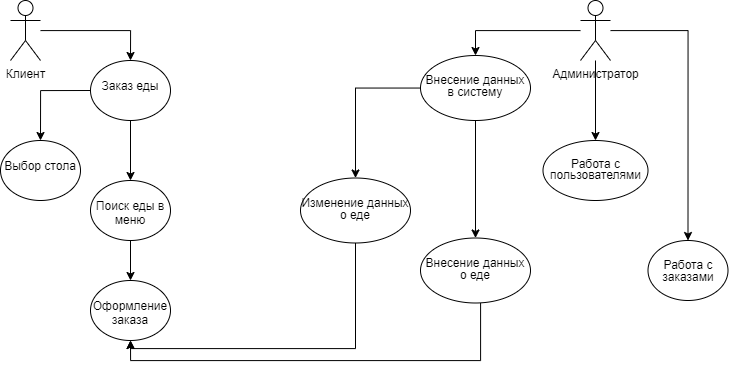 Клиент
Администратор
Заказ еды
Внесение данных
в систему
Выбор стола
Работа с
пользователями
Поиск еды в
меню
Изменение данных
о еде
Внесение данных
о еде
Работа с
заказами
Оформление
заказа